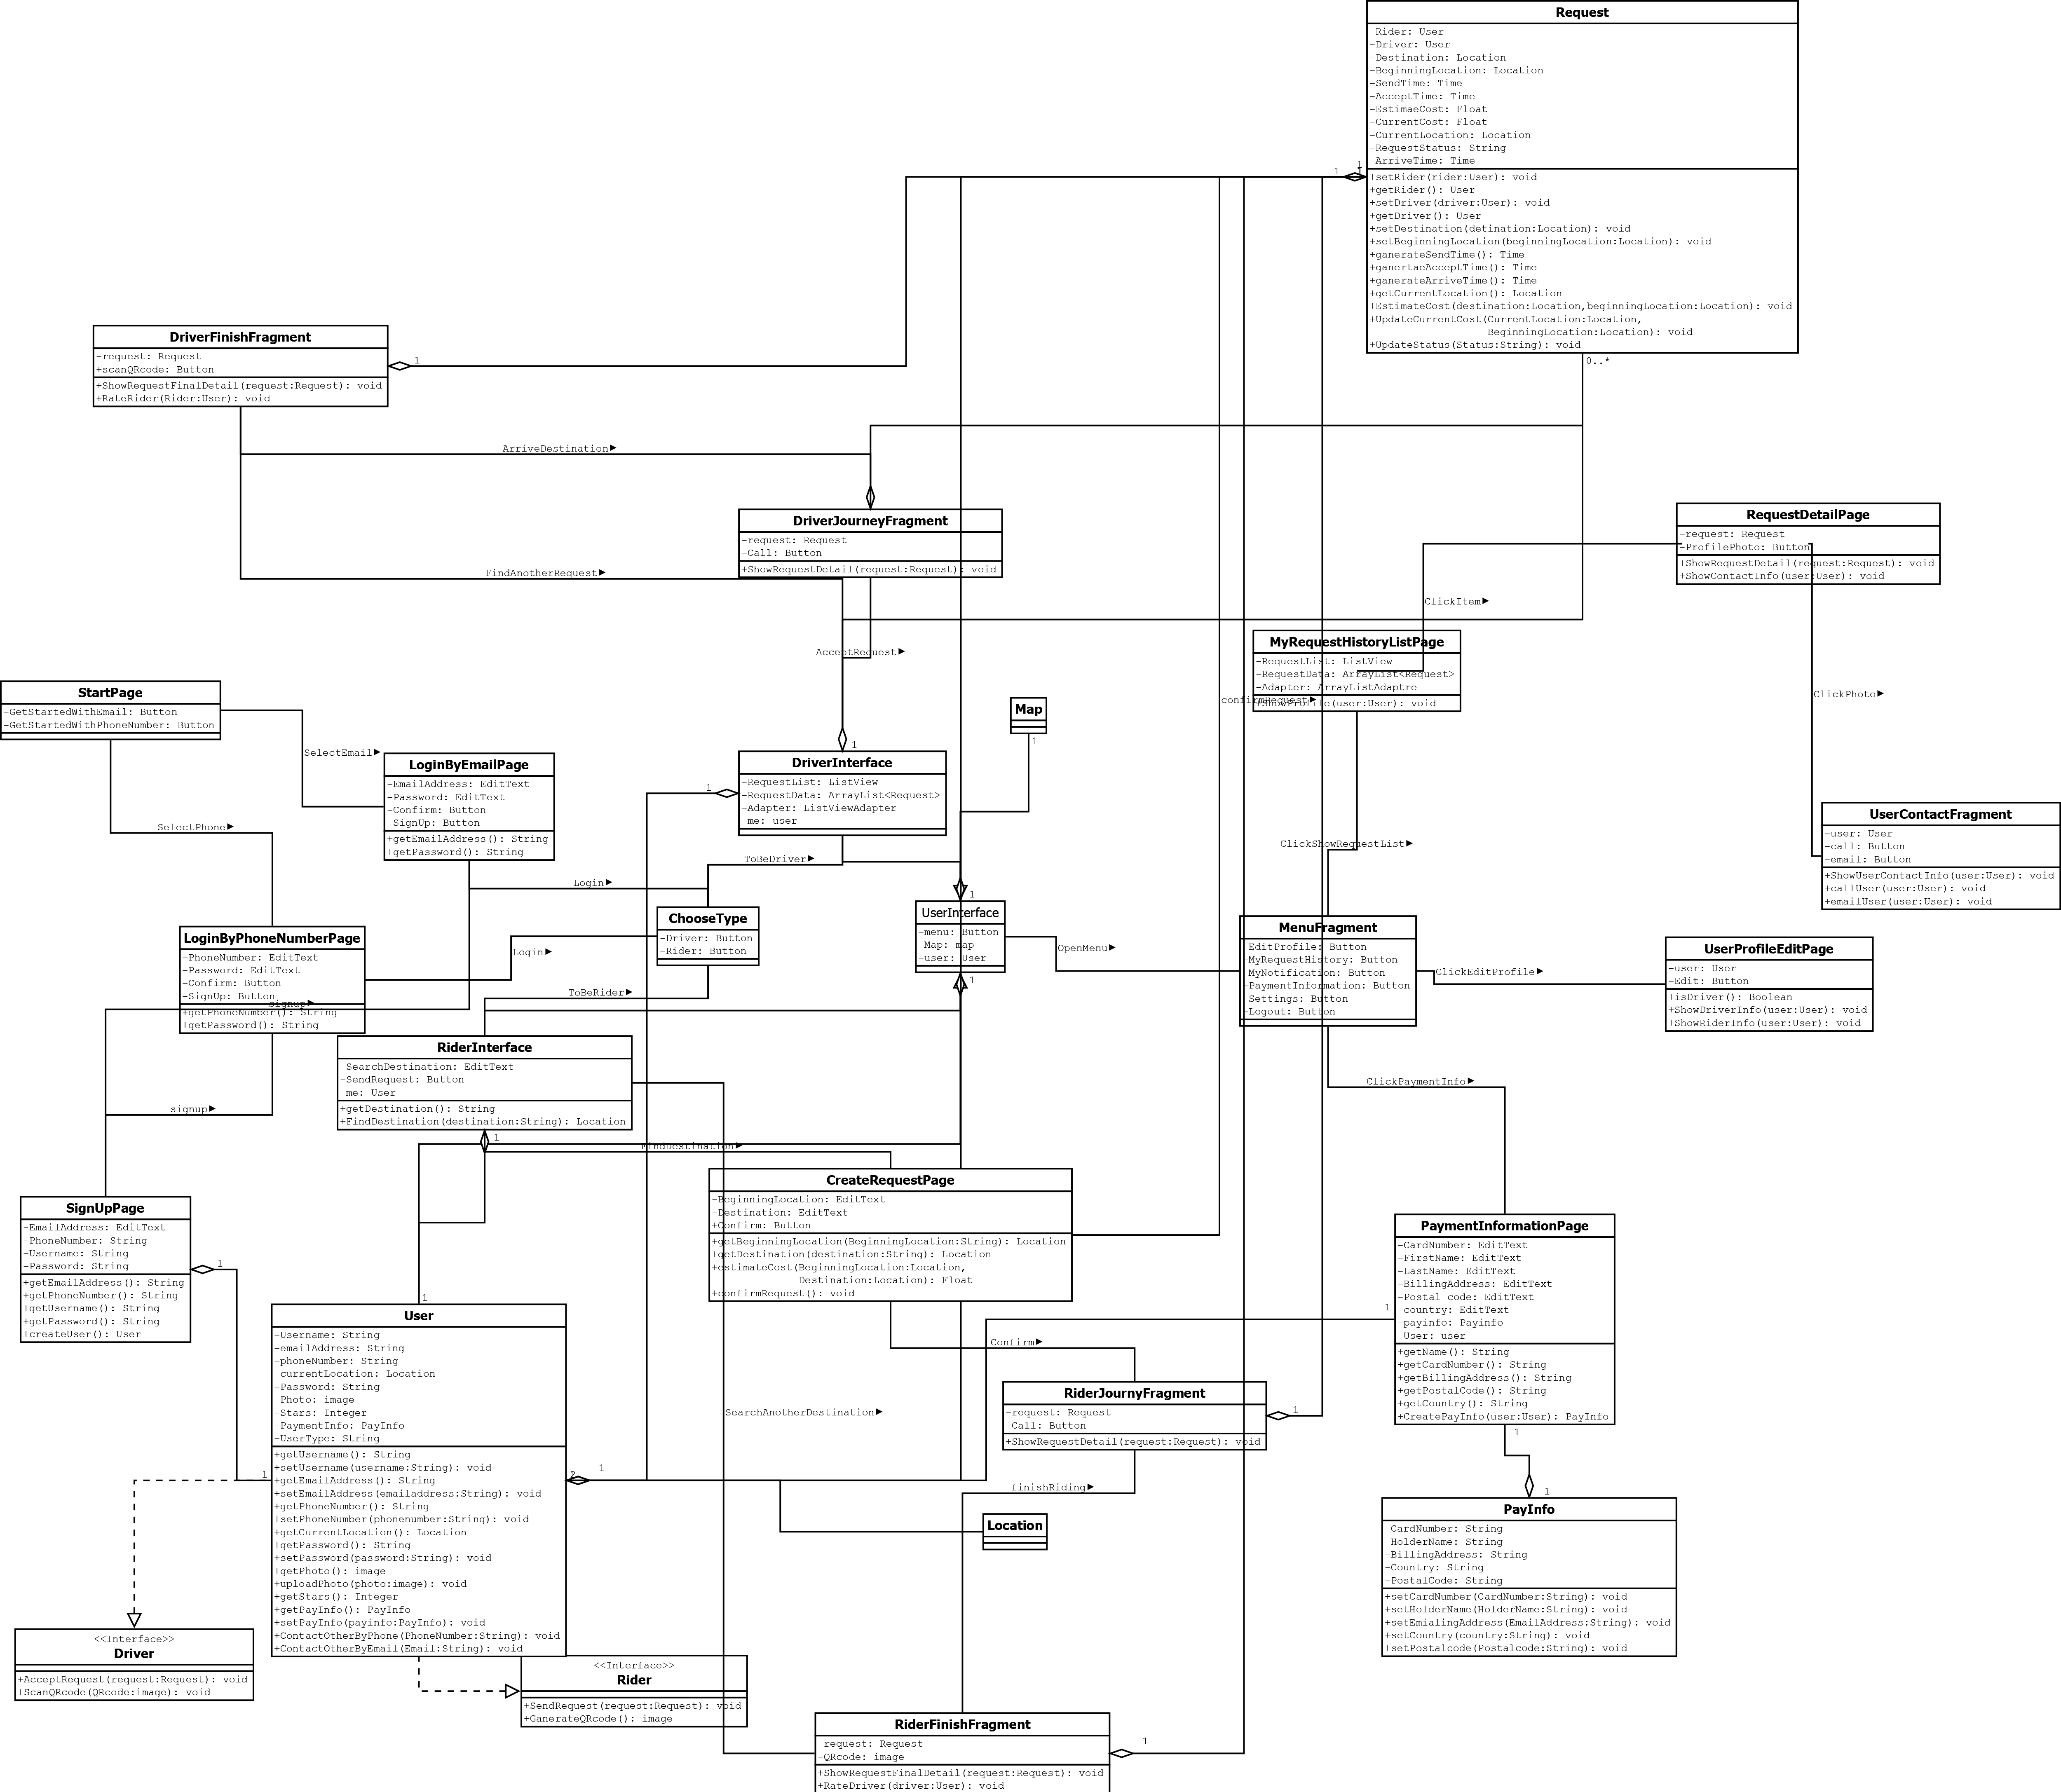 Request
-Rider: User
-Driver: User
-Destination: Location
-BeginningLocation: Location
-SendTime: Time
-AcceptTime: Time
-EstimaeCost: Float
-CurrentCost: Float
-CurrentLocation: Location
-RequestStatus: String
-ArriveTime: Time
+setRider(rider:User): void
+getRider(): User
+setDriver(driver:User): void
+getDriver(): User
+setDestination(detination:Location): void
+setBeginningLocation(beginningLocation:Location): void
+ganerateSendTime(): Time
+ganertaeAcceptTime(): Time
+ganerateArriveTime(): Time
+getCurrentLocation(): Location
+EstimateCost(destination:Location,beginningLocation:Location): void
+UpdateCurrentCost(CurrentLocation:Location,
BeginningLocation:Location): void
+UpdateStatus(Status:String): void
1
1
0..*
DriverFinishFragment
-request: Request
+scanQRcode: Button
+ShowRequestFinalDetail(request:Request): void
+RateRider(Rider:User): void
1
ArriveDestination
FindAnotherRequest
DriverJourneyFragment
-request: Request
-Call: Button
+ShowRequestDetail(request:Request): void
AcceptRequest
RequestDetailPage
-request: Request
-ProfilePhoto: Button
+ShowRequestDetail(request:Request): void
+ShowContactInfo(user:User): void
ClickItem
ClickPhoto
MyRequestHistoryListPage
-RequestList: ListView
-RequestData: ArrayList<Request>
-Adapter: ArrayListAdaptre
+ShowProfile(user:User): void
confirmRequest
StartPage
-GetStartedWithEmail: Button
-GetStartedWithPhoneNumber: Button
SelectEmail
SelectPhone
LoginByEmailPage
-EmailAddress: EditText
-Password: EditText
-Confirm: Button
-SignUp: Button
+getEmailAddress(): String
+getPassword(): String
Map
1
DriverInterface
-RequestList: ListView
-RequestData: ArrayList<Request>
-Adapter: ListViewAdapter
-me: user
1
1
ToBeDriver
Login
ClickShowRequestList
UserContactFragment
-user: User
-call: Button
-email: Button
+ShowUserContactInfo(user:User): void
+callUser(user:User): void
+emailUser(user:User): void
ChooseType
-Driver: Button
-Rider: Button
Login
ToBeRider
UserInterface
-menu: Button
-Map: map
-user: User
1
1
OpenMenu
MenuFragment
-EditProfile: Button
-MyRequestHistory: Button
-MyNotification: Button
-PaymentInformation: Button
-Settings: Button
-Logout: Button
ClickEditProfile
ClickPaymentInfo
UserProfileEditPage
-user: User
-Edit: Button
+isDriver(): Boolean
+ShowDriverInfo(user:User): void
+ShowRiderInfo(user:User): void
LoginByPhoneNumberPage
-PhoneNumber: EditText
-Password: EditText
-Confirm: Button
-SignUp: Button
+getPhoneNumber(): String
+getPassword(): String
signup
signup
RiderInterface
-SearchDestination: EditText
-SendRequest: Button
-me: User
+getDestination(): String
+FindDestination(destination:String): Location
1
FindDestination
CreateRequestPage
-BeginningLocation: EditText
-Destination: EditText
+Confirm: Button
+getBeginningLocation(BeginningLocation:String): Location
+getDestination(destination:String): Location
+estimateCost(BeginningLocation:Location,
Destination:Location): Float
+confirmRequest(): void
Confirm
SignUpPage
-EmailAddress: EditText
-PhoneNumber: String
-Username: String
-Password: String
+getEmailAddress(): String
+getPhoneNumber(): String
+getUsername(): String
+getPassword(): String
+createUser(): User
1
1
User
-Username: String
-emailAddress: String
-phoneNumber: String
-currentLocation: Location
-Password: String
-Photo: image
-Stars: Integer
-PaymentInfo: PayInfo
-UserType: String
+getUsername(): String
+setUsername(username:String): void
+getEmailAddress(): String
+setEmailAddress(emailaddress:String): void
+getPhoneNumber(): String
+setPhoneNumber(phonenumber:String): void
+getCurrentLocation(): Location
+getPassword(): String
+setPassword(password:String): void
+getPhoto(): image
+uploadPhoto(photo:image): void
+getStars(): Integer
+getPayInfo(): PayInfo
+setPayInfo(payinfo:PayInfo): void
+ContactOtherByPhone(PhoneNumber:String): void
+ContactOtherByEmail(Email:String): void
1
1
SearchAnotherDestination
PaymentInformationPage
-CardNumber: EditText
-FirstName: EditText
-LastName: EditText
-BillingAddress: EditText
-Postal code: EditText
-country: EditText
-payinfo: Payinfo
-User: user
+getName(): String
+getCardNumber(): String
+getBillingAddress(): String
+getPostalCode(): String
+getCountry(): String
+CreatePayInfo(user:User): PayInfo
1
1
RiderJournyFragment
-request: Request
-Call: Button
+ShowRequestDetail(request:Request): void
1
finishRiding
Location
PayInfo
-CardNumber: String
-HolderName: String
-BillingAddress: String
-Country: String
-PostalCode: String
+setCardNumber(CardNumber:String): void
+setHolderName(HolderName:String): void
+setEmialingAddress(EmailAddress:String): void
+setCountry(country:String): void
+setPostalcode(Postalcode:String): void
1
<<Interface>>
Driver
+AcceptRequest(request:Request): void
+ScanQRcode(QRcode:image): void
<<Interface>>
Rider
+SendRequest(request:Request): void
+GanerateQRcode(): image
RiderFinishFragment
-request: Request
-QRcode: image
+ShowRequestFinalDetail(request:Request): void
+RateDriver(driver:User): void
1